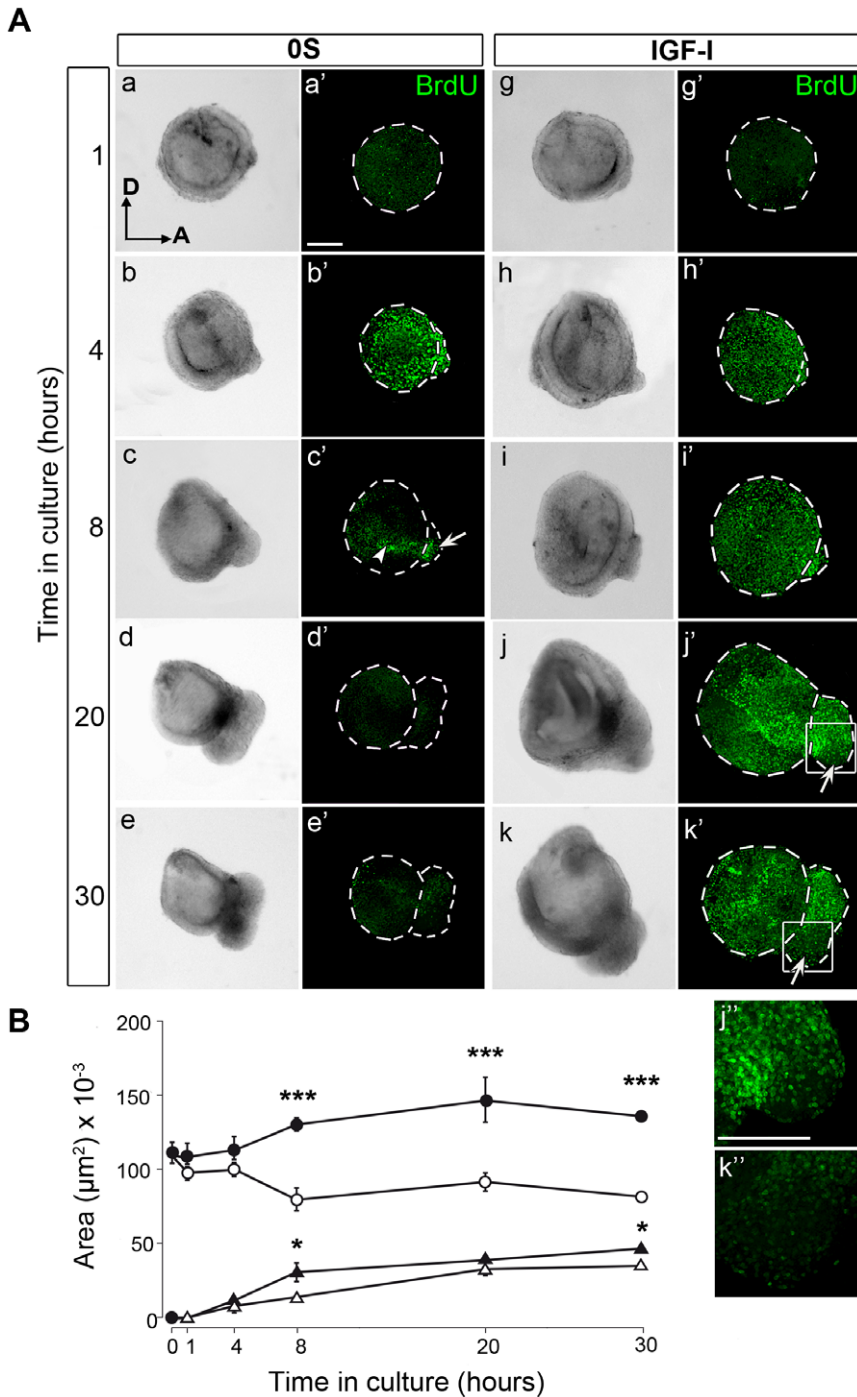 A
0S
IGF-I
Time in culture (hours)
1
a
D
A
a’ BrdU
g
g’ BrdU
4
b
b’
h
h’
8
c
c’
i
i’
20
d
d’
j
j’
30
e
e’
k
k’
B
Area (µm²) x 10⁻³
200
150
100
50
0
***
***
***
*
*
0 1 4 8 20 30
Time in culture (hours)
j’’
k’’